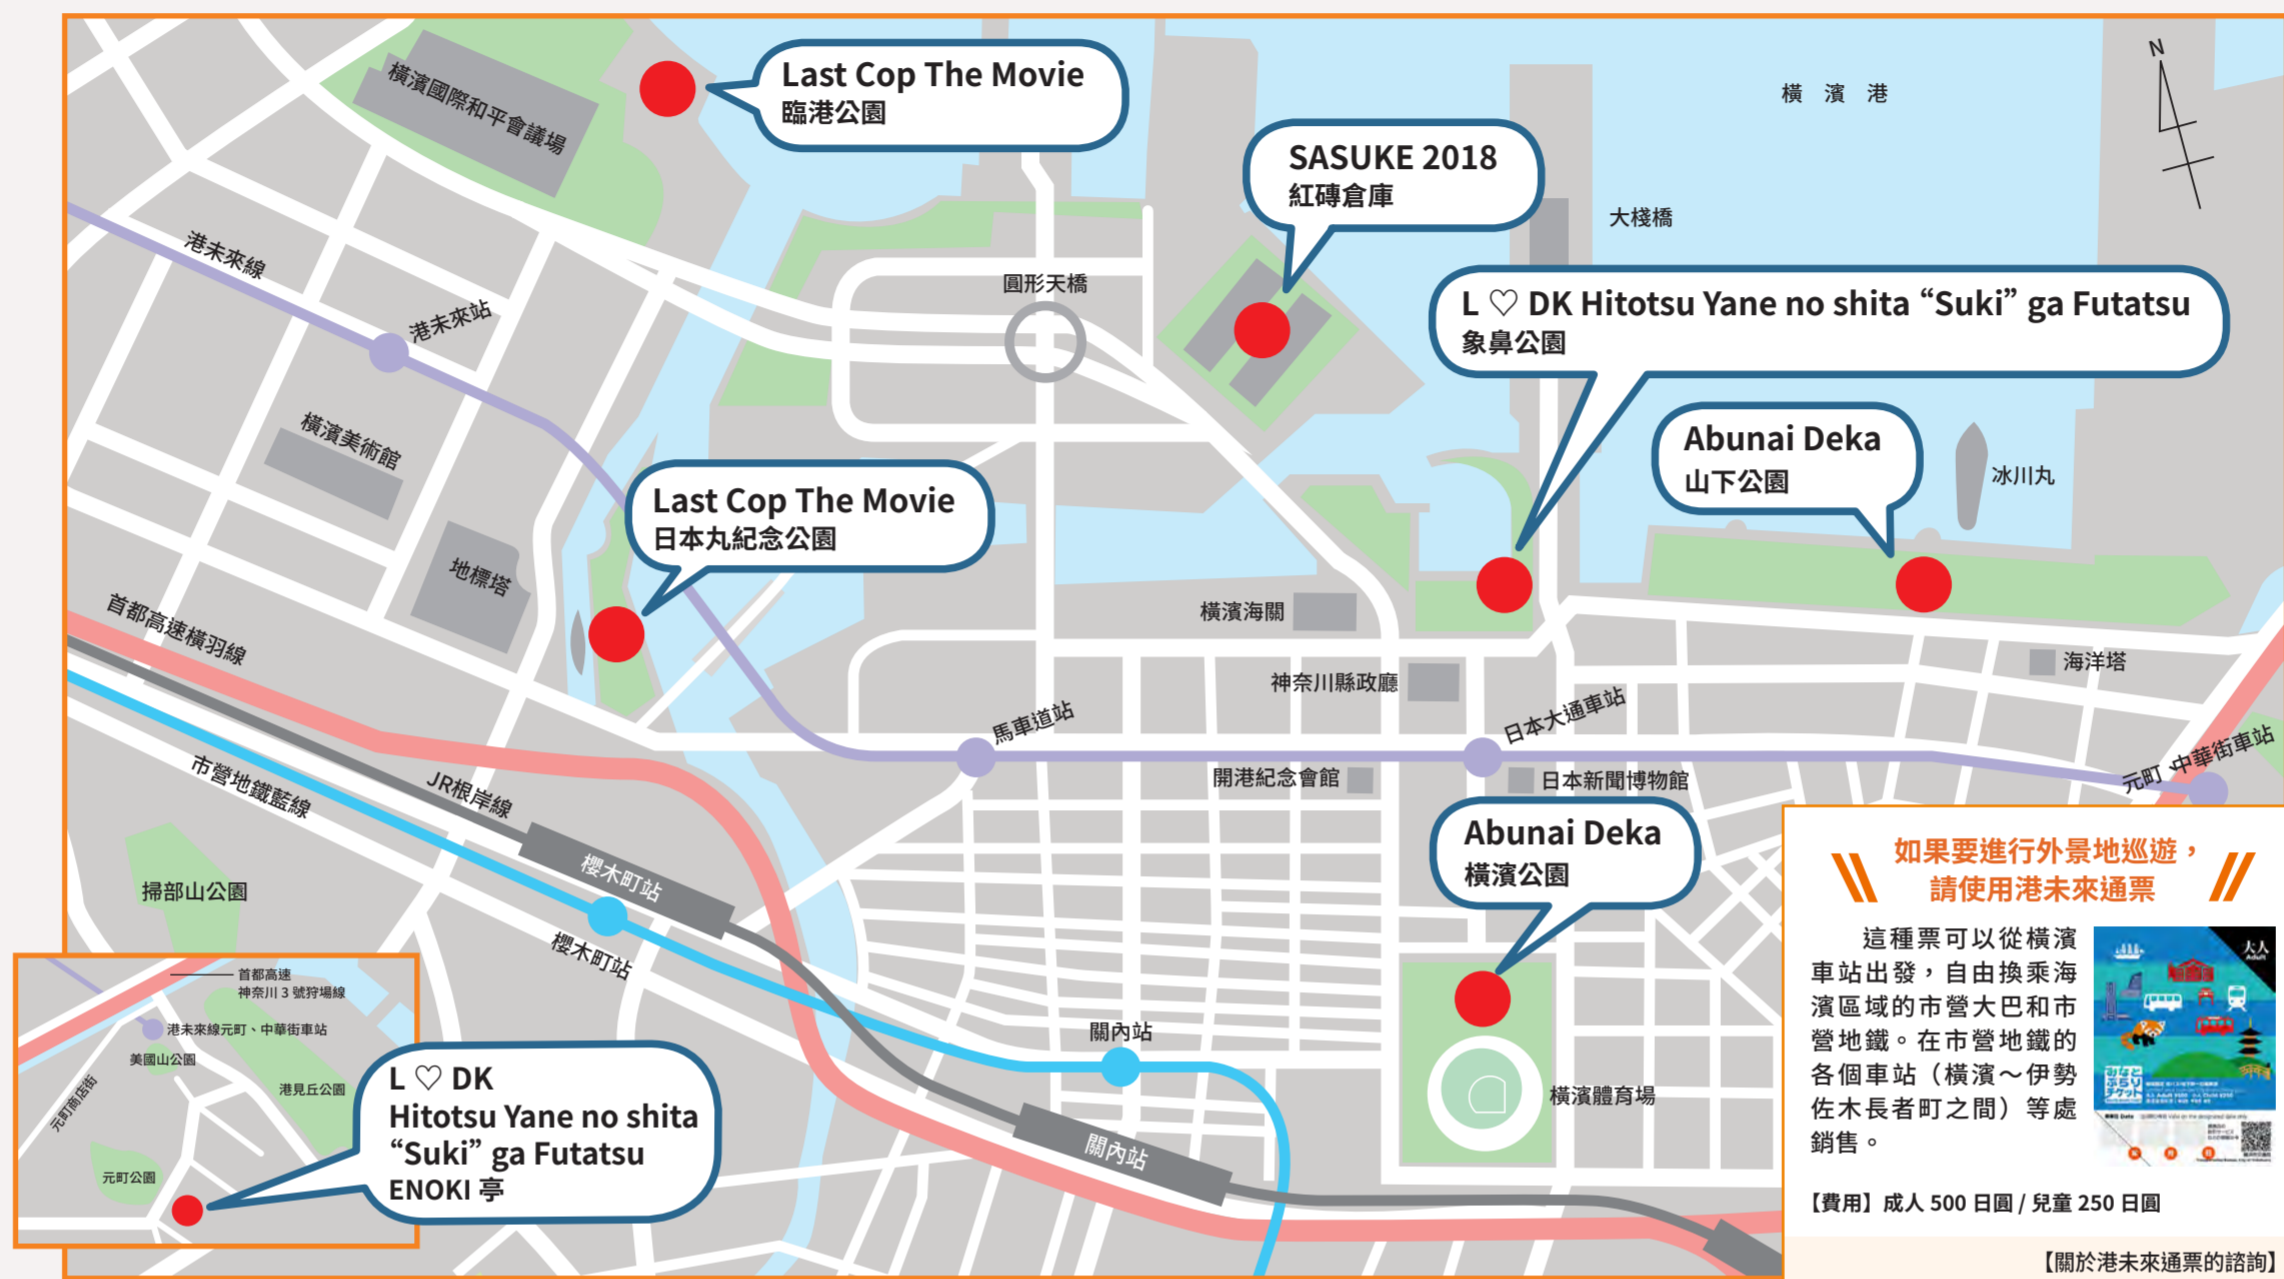 橫濱國際和平會議場
Last Cop The Movie
臨港公園
橫 濱 港
N
SASUKE 2018
紅磚倉庫
大棧橋
港未來線
圓形天橋
港未來站
L ♡ DK Hitotsu Yane no shita “Suki” ga Futatsu
象鼻公園
橫濱美術館
Abunai Deka
山下公園
冰川丸
Last Cop The Movie
日本丸紀念公園
地標塔
橫濱海關
首都高速橫羽線
神奈川縣政廳
海洋塔
馬車道站
日本大通車站
元町、中華街車站
市營地鐵藍線
JR根岸線
開港紀念會館
日本新聞博物館
Abunai Deka
橫濱公園
櫻木町站
櫻木町站
掃部山公園
關內站
橫濱體育場
關內站
首都高速
神奈川 3 號狩場線
港未來線元町、中華街車站
美國山公園
港見丘公園
元町商店街
元町公園
L ♡ DK
Hitotsu Yane no shita
“Suki” ga Futatsu
ENOKI 亭
如果要進行外景地巡遊，
請使用港未來通票
這種票可以從橫濱
車站出發，自由換乘海
濱區域的市營大巴和市
營地鐵。在市營地鐵的
各個車站（橫濱～伊勢
佐木長者町之間）等處
銷售。
大人
Adult
みなと
ぶらり
チケット
【費用】成人 500 日圓 / 兒童 250 日圓
【關於港未來通票的諮詢】